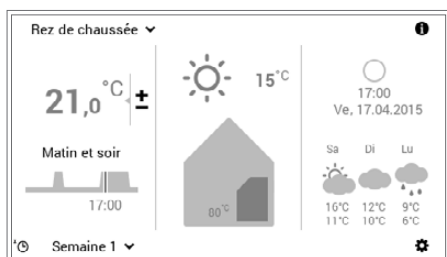 Rez de chaussée
21,0 °C ±
15°C
17:00
Ve, 17.04.2015
Matin et soir
17:00
80°C
Sa Di Lu
16°C 12°C 9°C
11°C 10°C 6°C
Semaine 1